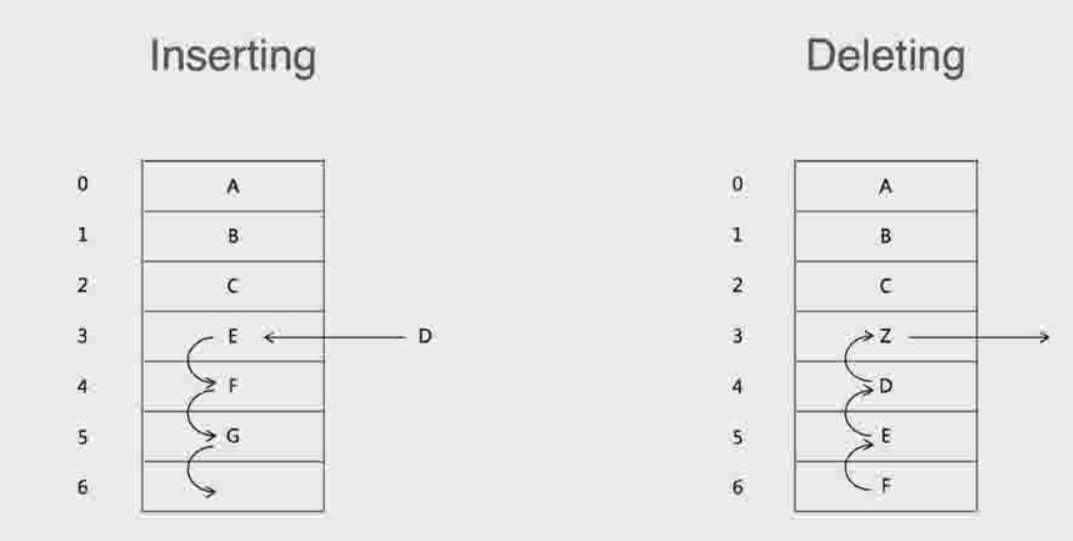 Inserting
0 A
1 B
2 C
3 E D
4 F
5 G
6
Deleting
0 A
1 B
2 C
3 Z
4 D
5 E
6 F